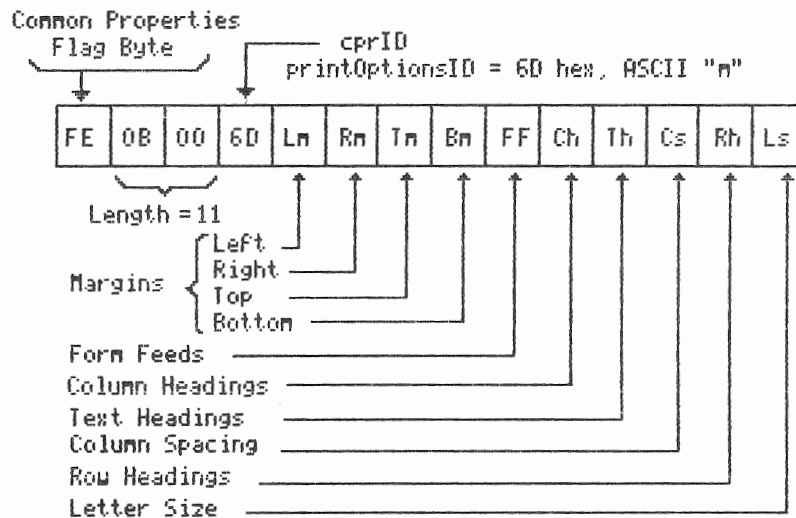 Common Properties
Flag Byte
cprID
printOptionsID = 6D hex, ASCII "m"
FE 0B 00 6D Lm Rm Tm Bm FF Ch Th Cs Rh Ls
Length = 11
Margins
Left
Right
Top
Bottom
Form Feeds
Column Headings
Text Headings
Column Spacing
Row Headings
Letter Size